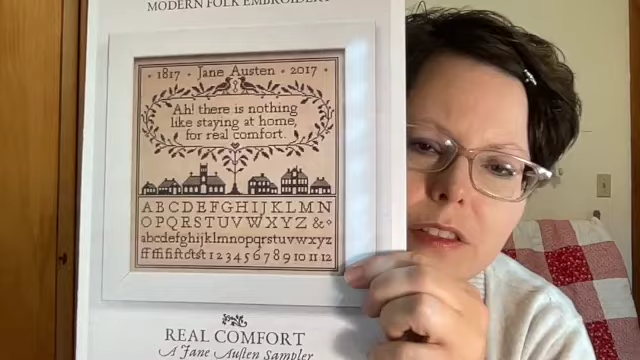 MODERN FOLK EMBROIDERY
1817 · Jane Austen · 2017
Ah! there is nothing
like staying at home,
for real comfort.
ABCDEFGHIJKLMN
OPQRSTUVWXYZ&
abcdefghijklmnopqrstuvwxyz
1 2 3 4 5 6 7 8 9 10 11 12
REAL COMFORT
A Jane Austen Sampler